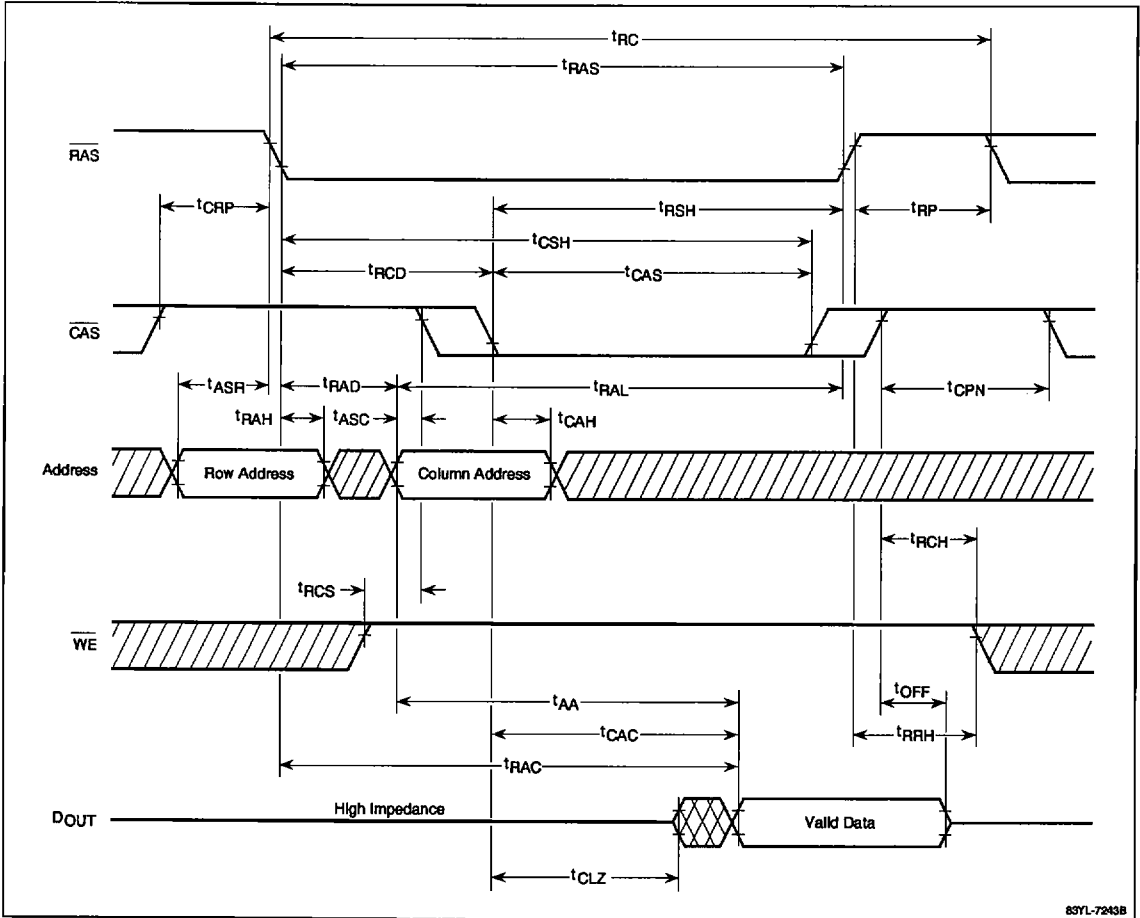 tRC
tRAS
RAS
tCRP
tRSH
tRP
tCSH
tRCD
tCAS
CAS
tASR
tRAD
tRAL
tCPN
tRAH
tASC
tCAH
Address
Row Address
Column Address
tRCH
tRCS
WE
tOFF
tAA
tCAC
tRRH
tRAC
DOUT
High Impedance
Valid Data
tCLZ
83YL-7243B